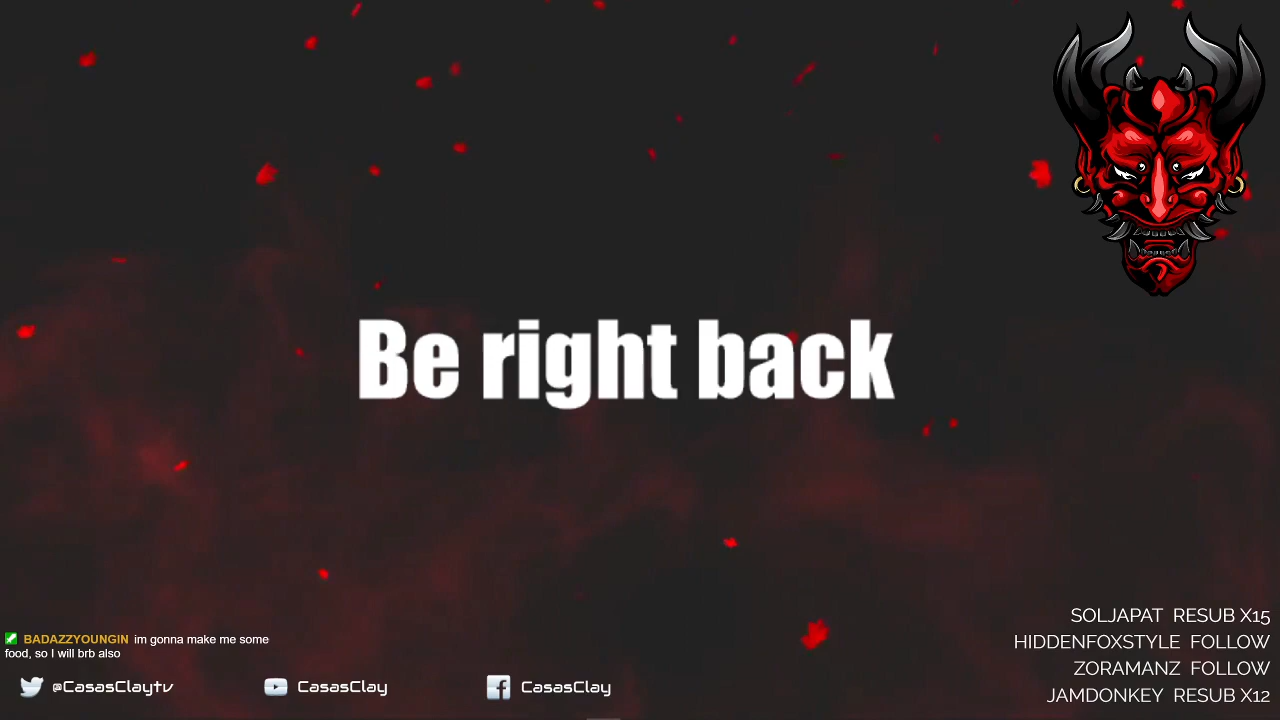 Be right back
SOLJAPAT RESUB X15
HIDDENFOXSTYLE FOLLOW
ZORAMANZ FOLLOW
JAMDONKEY RESUB X12
BADAZZYOUNGIN im gonna make me some
food, so I will brb also
@CasasClaytv
CasasClay
CasasClay